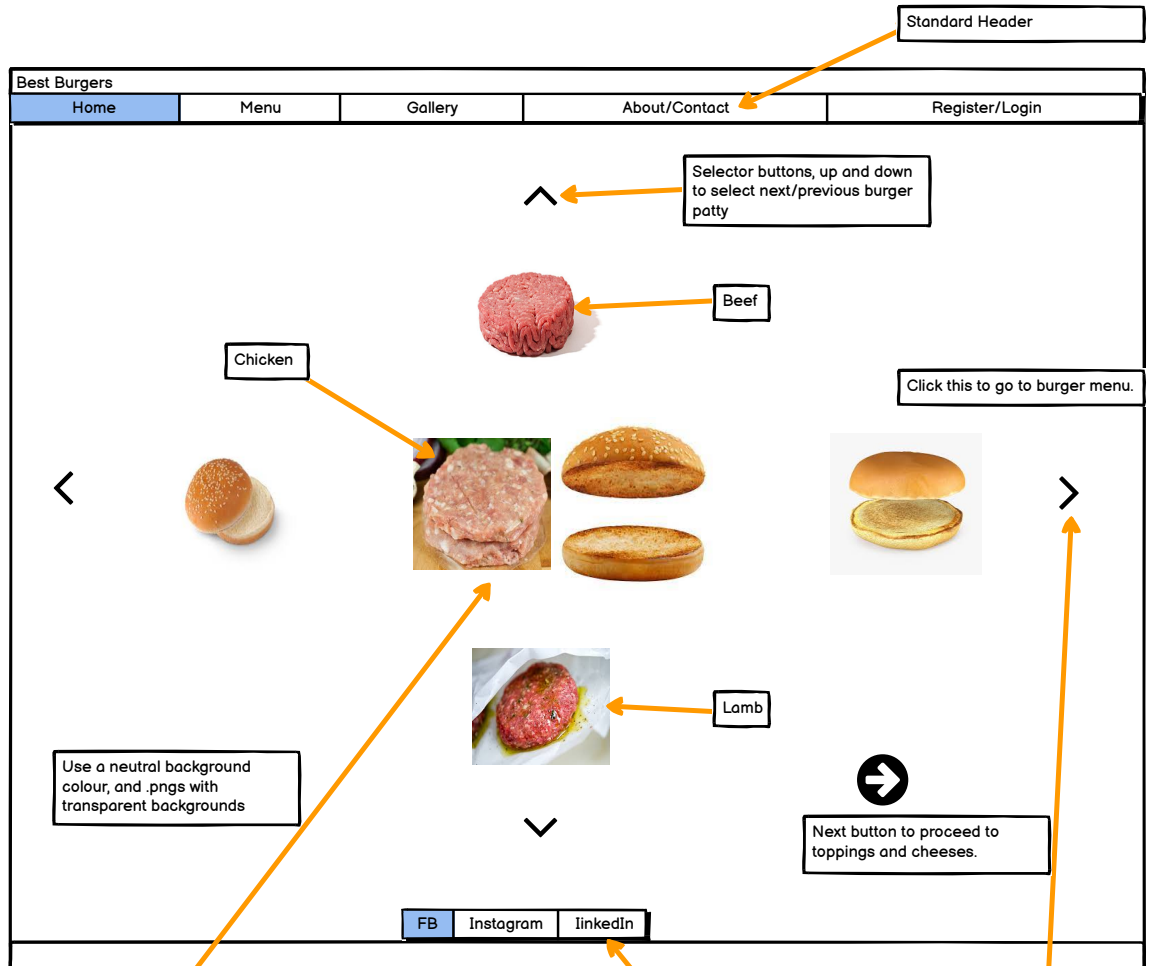 Standard Header
Best Burgers
Home
Menu
Gallery
About/Contact
Register/Login
Selector buttons, up and down
to select next/previous burger
patty
Beef
Chicken
Click this to go to burger menu.
Lamb
Use a neutral background
colour, and .pngs with
transparent backgrounds
Next button to proceed to
toppings and cheeses.
FB
Instagram
IinkedIn